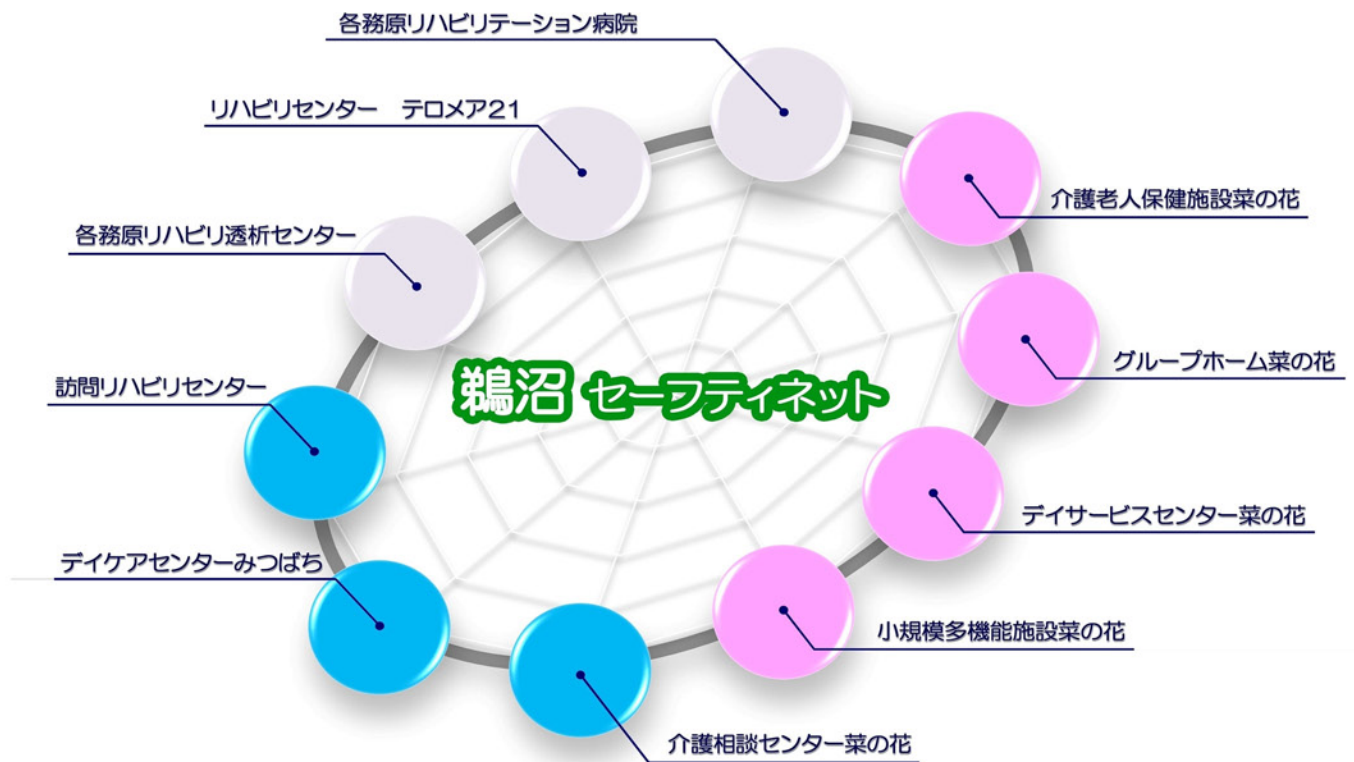 各務原リハビリテーション病院
リハビリセンター　テロメア21
介護老人保健施設菜の花
各務原リハビリ透析センター
グループホーム菜の花
鵜沼 セーフティネット
訪問リハビリセンター
デイサービスセンター菜の花
デイケアセンターみつばち
小規模多機能施設菜の花
介護相談センター菜の花